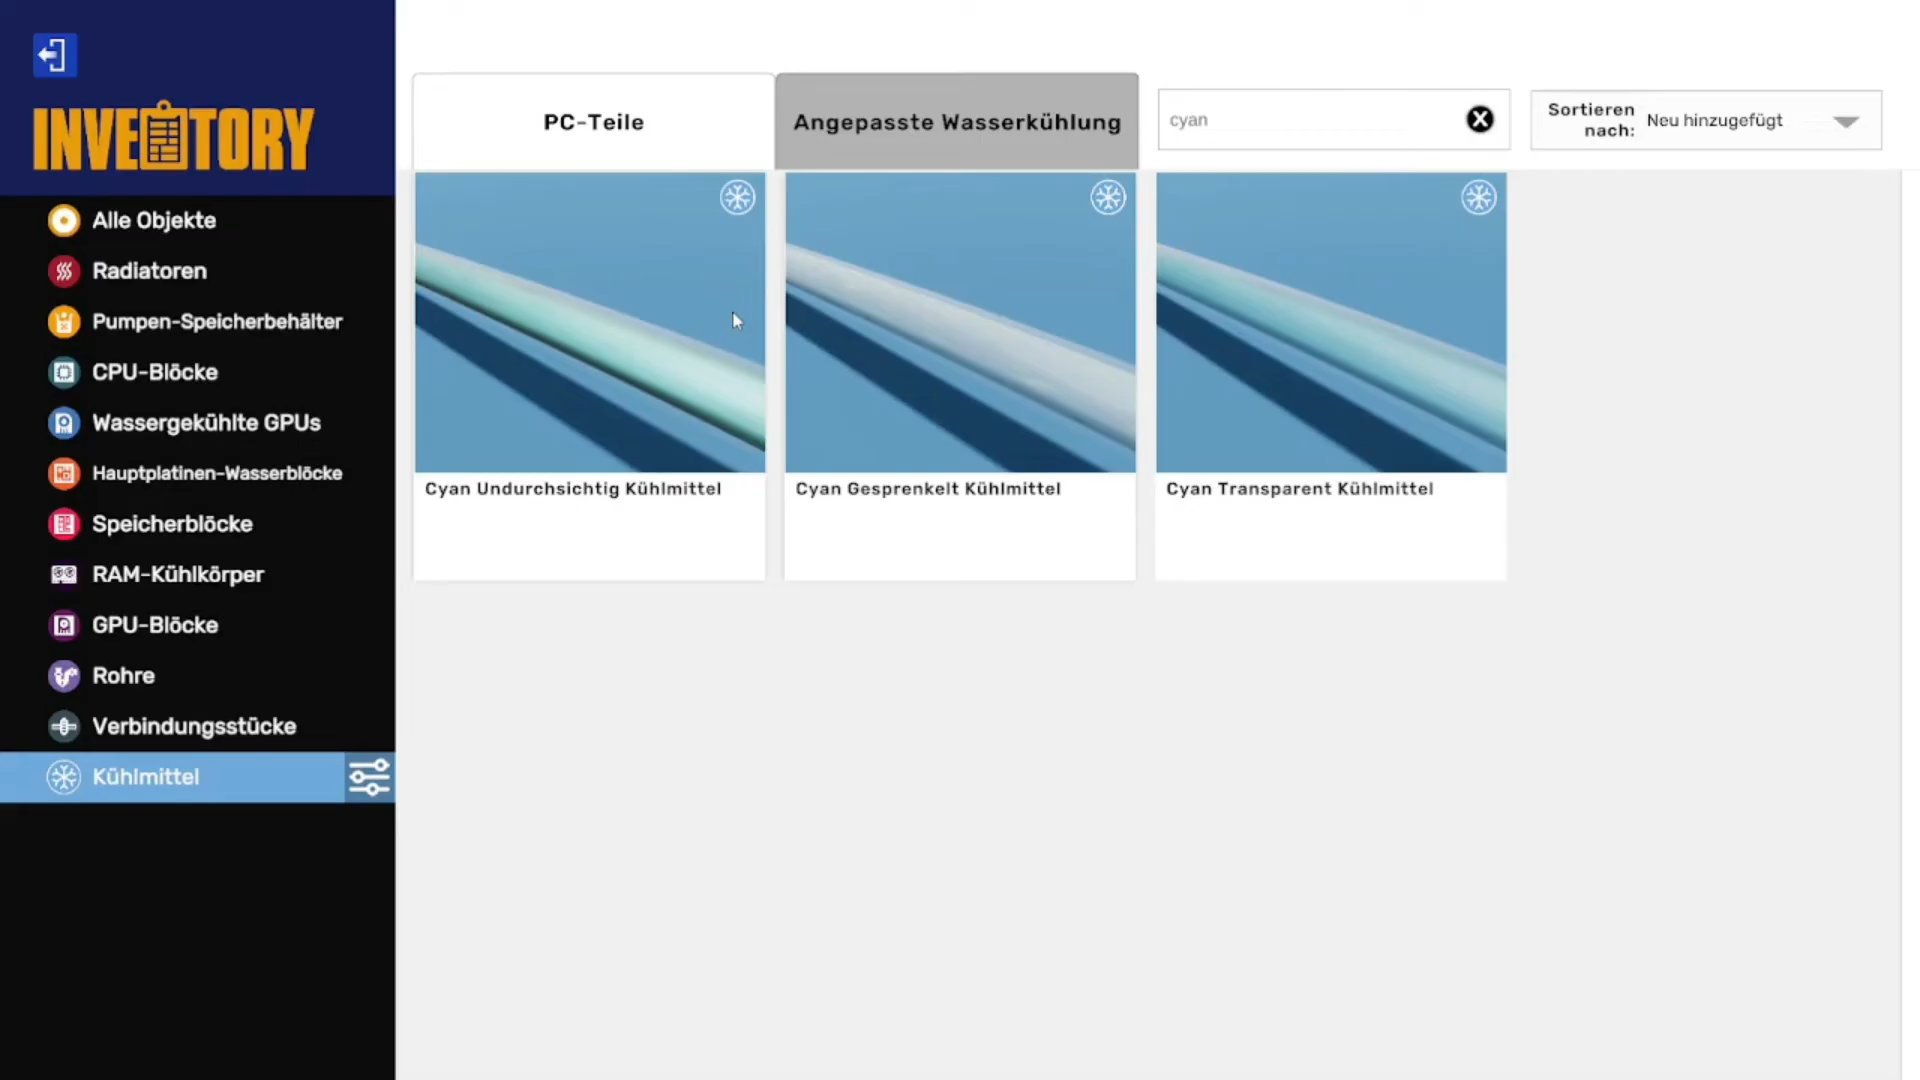 INVENTORY
Alle Objekte
Radiatoren
Pumpen-Speicherbehälter
CPU-Blöcke
Wassergekühlte GPUs
Hauptplatinen-Wasserblöcke
Speicherblöcke
RAM-Kühlkörper
GPU-Blöcke
Rohre
Verbindungsstücke
Kühlmittel
PC-Teile
Angepasste Wasserkühlung
cyan
Sortieren
nach:
Neu hinzugefügt
Cyan Undurchsichtig Kühlmittel
Cyan Gesprenkelt Kühlmittel
Cyan Transparent Kühlmittel